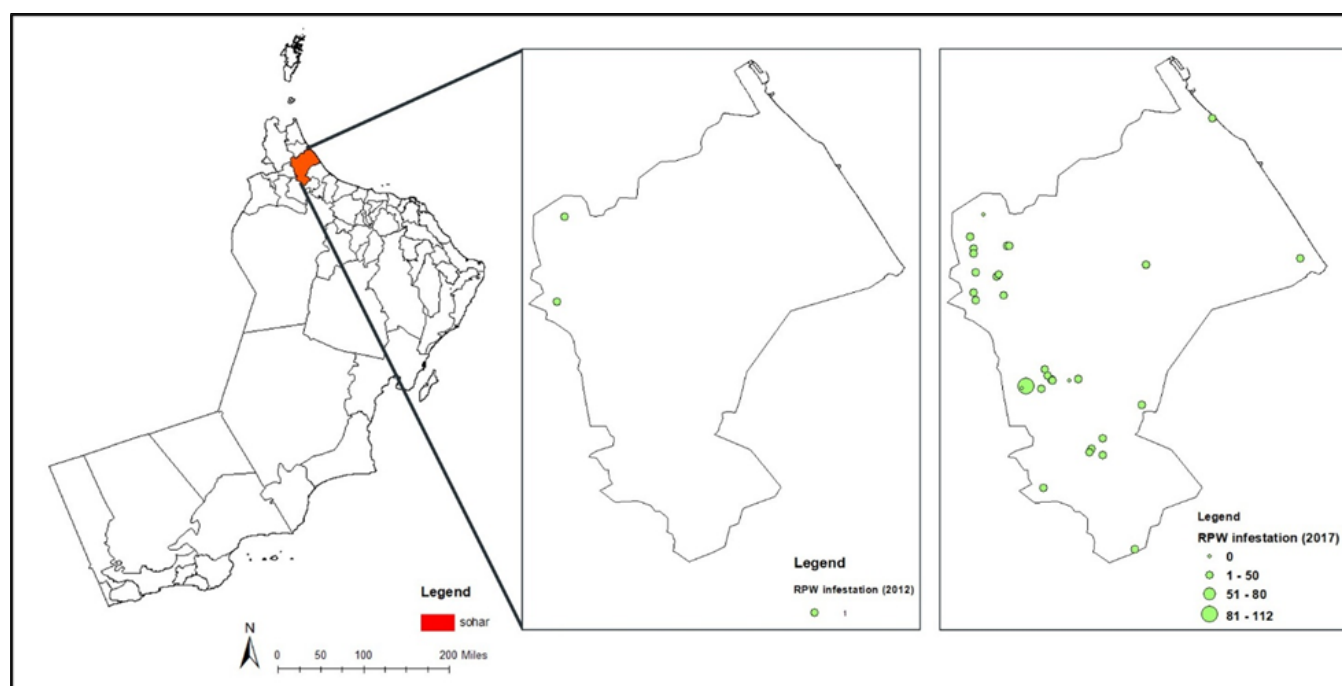 Legend
sohar
N
0 50 100 200 Miles
Legend
RPW infestation (2012)
1
Legend
RPW infestation (2017)
0
1 - 50
51 - 80
81 - 112